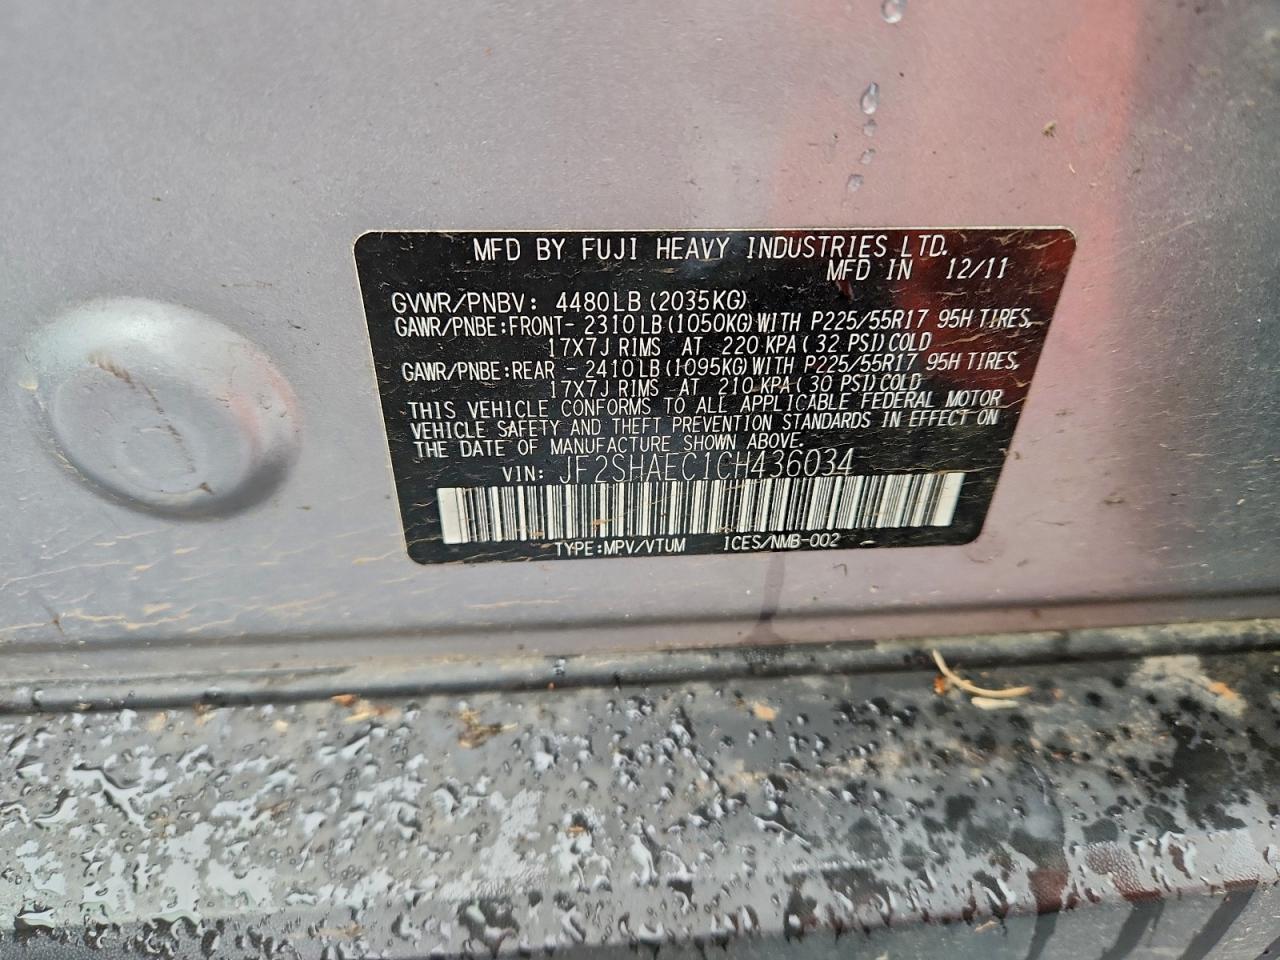 MFD BY FUJI HEAVY INDUSTRIES LTD.
MFD IN 12/11
GVWR/PNBV: 4480LB(2035KG)
GAWR/PNBE:FRONT-2310LB(1050KG)WITH P225/55R17 95H TIRES,
17X7J RIMS AT 220 KPA(32 PSI)COLD
GAWR/PNBE:REAR -2410LB(1095KG)WITH P225/55R17 95H TIRES,
17X7J RIMS AT 210 KPA(30 PSI)COLD
THIS VEHICLE CONFORMS TO ALL APPLICABLE FEDERAL MOTOR
VEHICLE SAFETY AND THEFT PREVENTION STANDARDS IN EFFECT ON
THE DATE OF MANUFACTURE SHOWN ABOVE.
VIN: JF2SHAEC1CH436034
TYPE:MPV/VTUM ICES/NMB-002